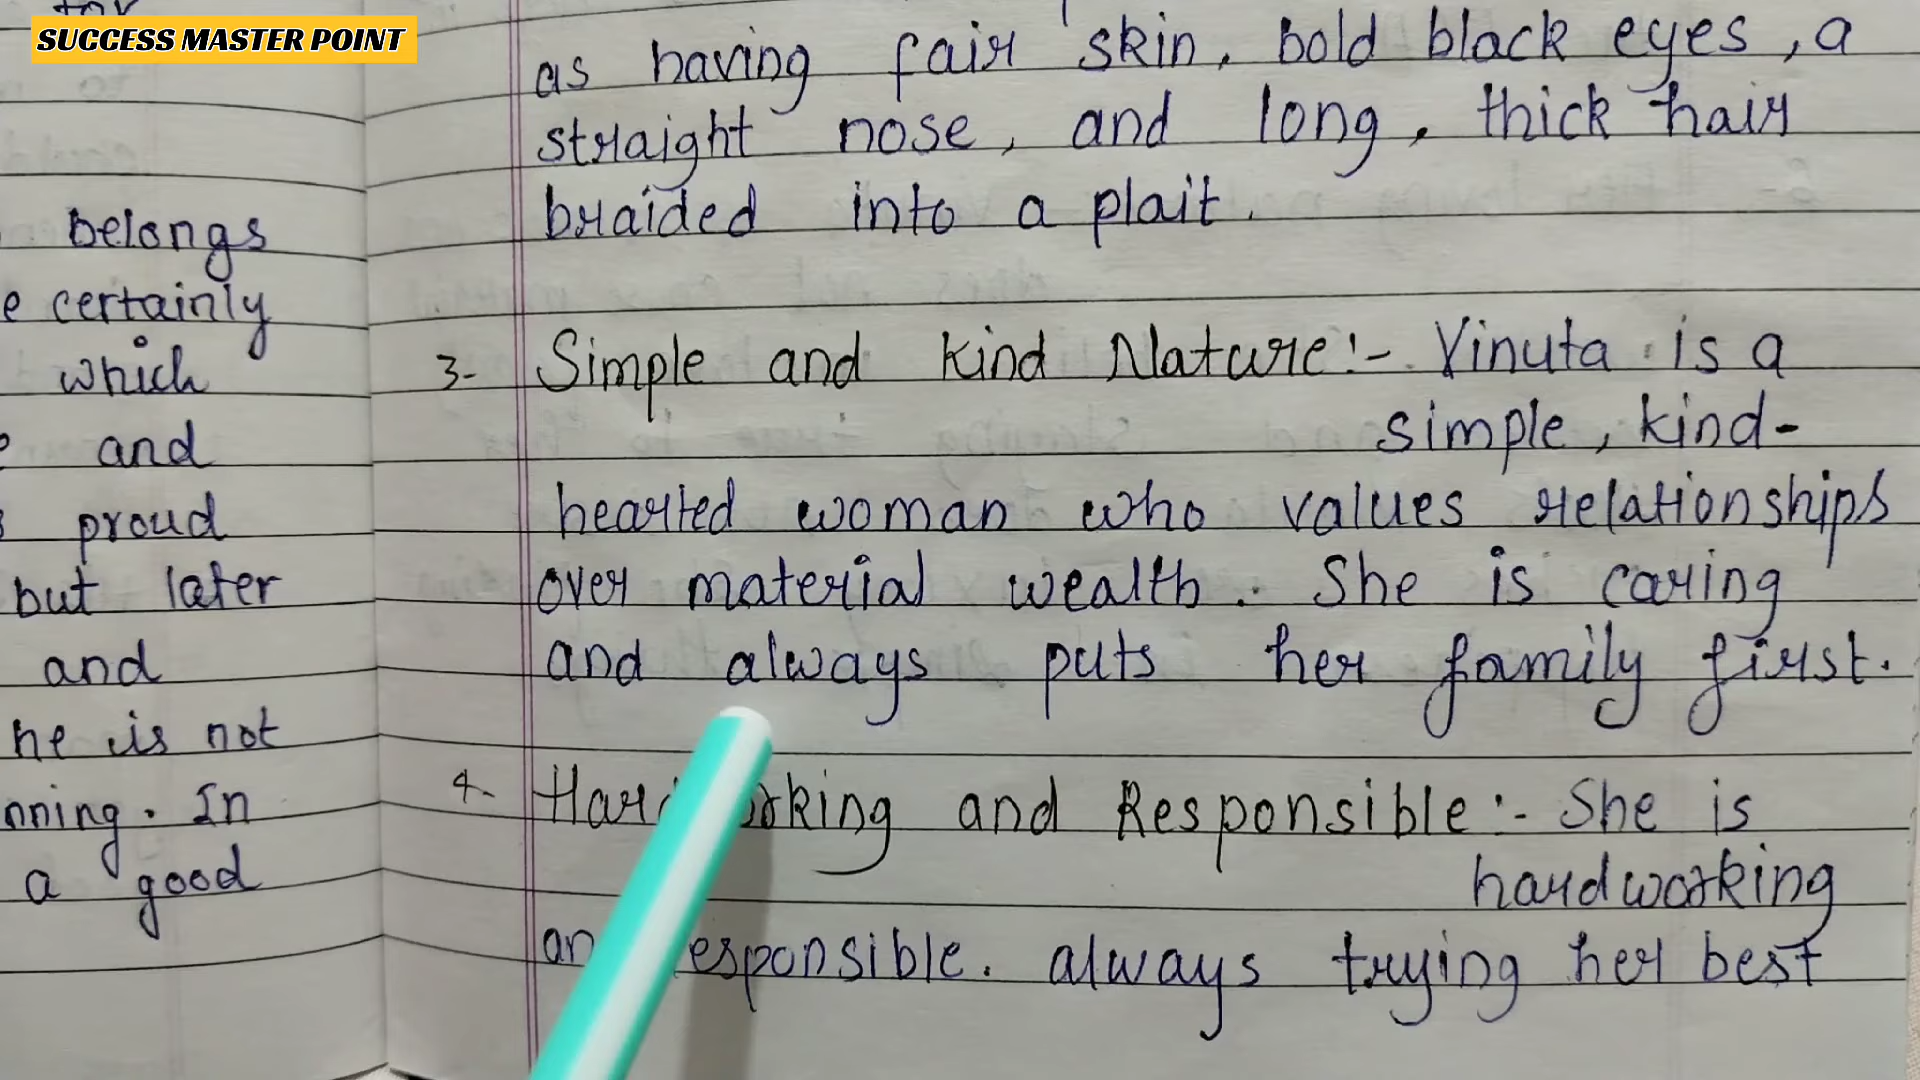 SUCCESS MASTER POINT
belongs
certainly
which
and
proud
but later
and
he is not
In
a good
as having fair skin, bold black eyes, a
straight nose, and long, thick hair
braided into a plait.
3- Simple and Kind Nature:- Vinuta is a
simple, kind-
hearted woman who values relationships
over material wealth. She is caring
and always puts her family first.
4- Hardworking and Responsible:- She is
hardworking
responsible. always trying her best